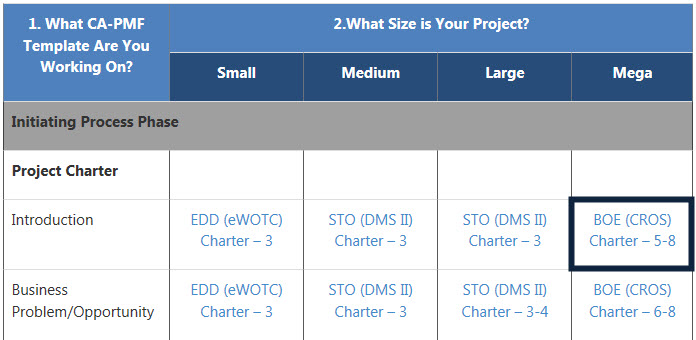 1. What CA-PMF
Template Are You
Working On?
2.What Size is Your Project?
Small Medium Large Mega
Initiating Process Phase
Project Charter
Introduction
EDD (eWOTC)
Charter – 3
STO (DMS II)
Charter – 3
STO (DMS II)
Charter – 3
BOE (CROS)
Charter – 5-8
Business
Problem/Opportunity
EDD (eWOTC)
Charter – 3
STO (DMS II)
Charter – 3
STO (DMS II)
Charter – 3-4
BOE (CROS)
Charter – 6-8